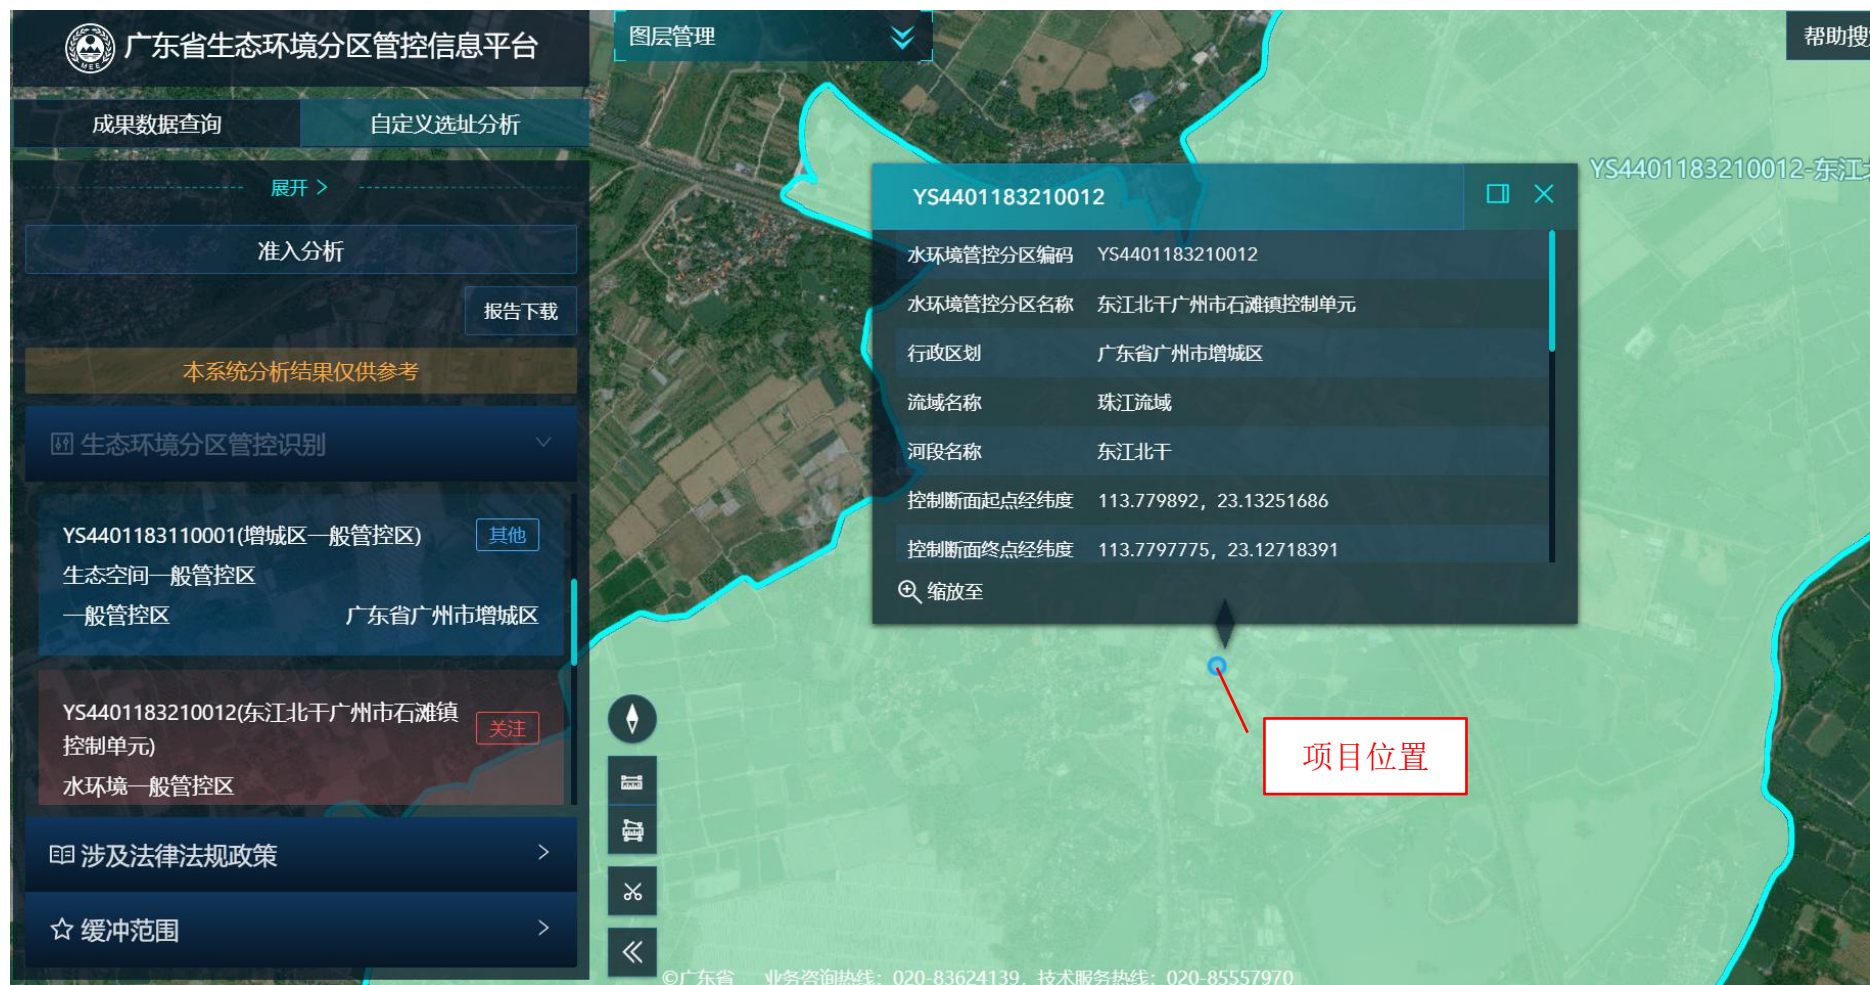 广东省生态环境分区管控信息平台
图层管理
成果数据查询
自定义选址分析
展开 >
准入分析
报告下载
本系统分析结果仅供参考
生态环境分区管控识别
YS4401183110001(增城区一般管控区)
其他
生态空间一般管控区
一般管控区
广东省广州市增城区
YS4401183210012(东江北干广州市石滩镇
控制单元)
关注
水环境一般管控区
涉及法律法规政策
缓冲范围
YS4401183210012
水环境管控分区编码 YS4401183210012
水环境管控分区名称 东江北干广州市石滩镇控制单元
行政区划 广东省广州市增城区
流域名称 珠江流域
河段名称 东江北干
控制断面起点经纬度 113.779892, 23.13251686
控制断面终点经纬度 113.7797775, 23.12718391
缩放至
项目位置
帮助搜
YS4401183210012-东江
©广东省 业务咨询热线：020-83624139，技术服务热线：020-85557970